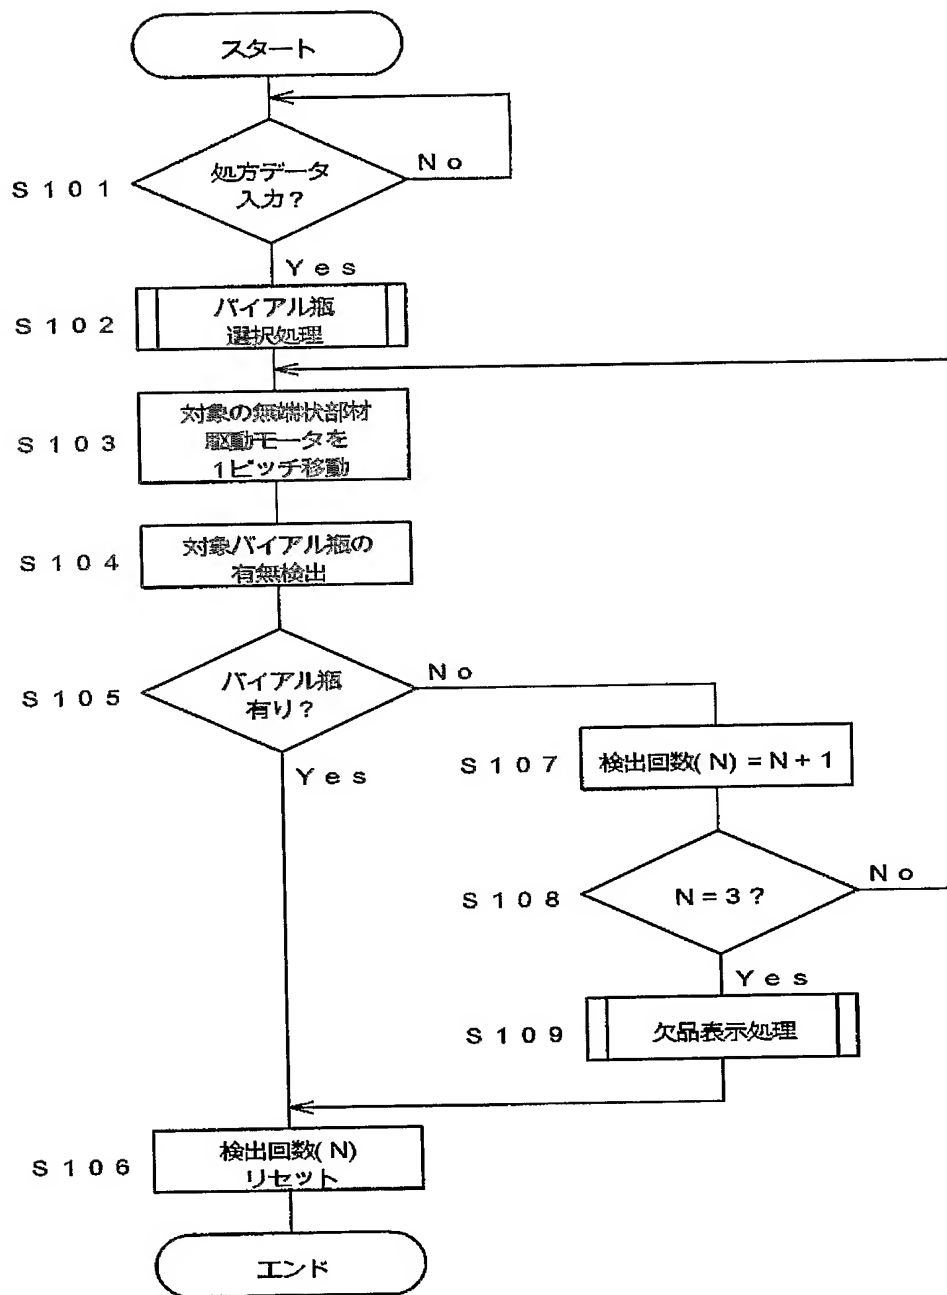 スタート
S101
処方データ
入力？
No
Yes
S102
バイアル瓶
選択処理
S103
対象の無端状部材
駆動モータを
1ピッチ移動
S104
対象バイアル瓶の
有無検出
S105
バイアル瓶
有り？
No
Yes
S107
検出回数(N)=N+1
S108
N=3?
No
Yes
S109
欠品表示処理
S106
検出回数(N)
リセット
エンド